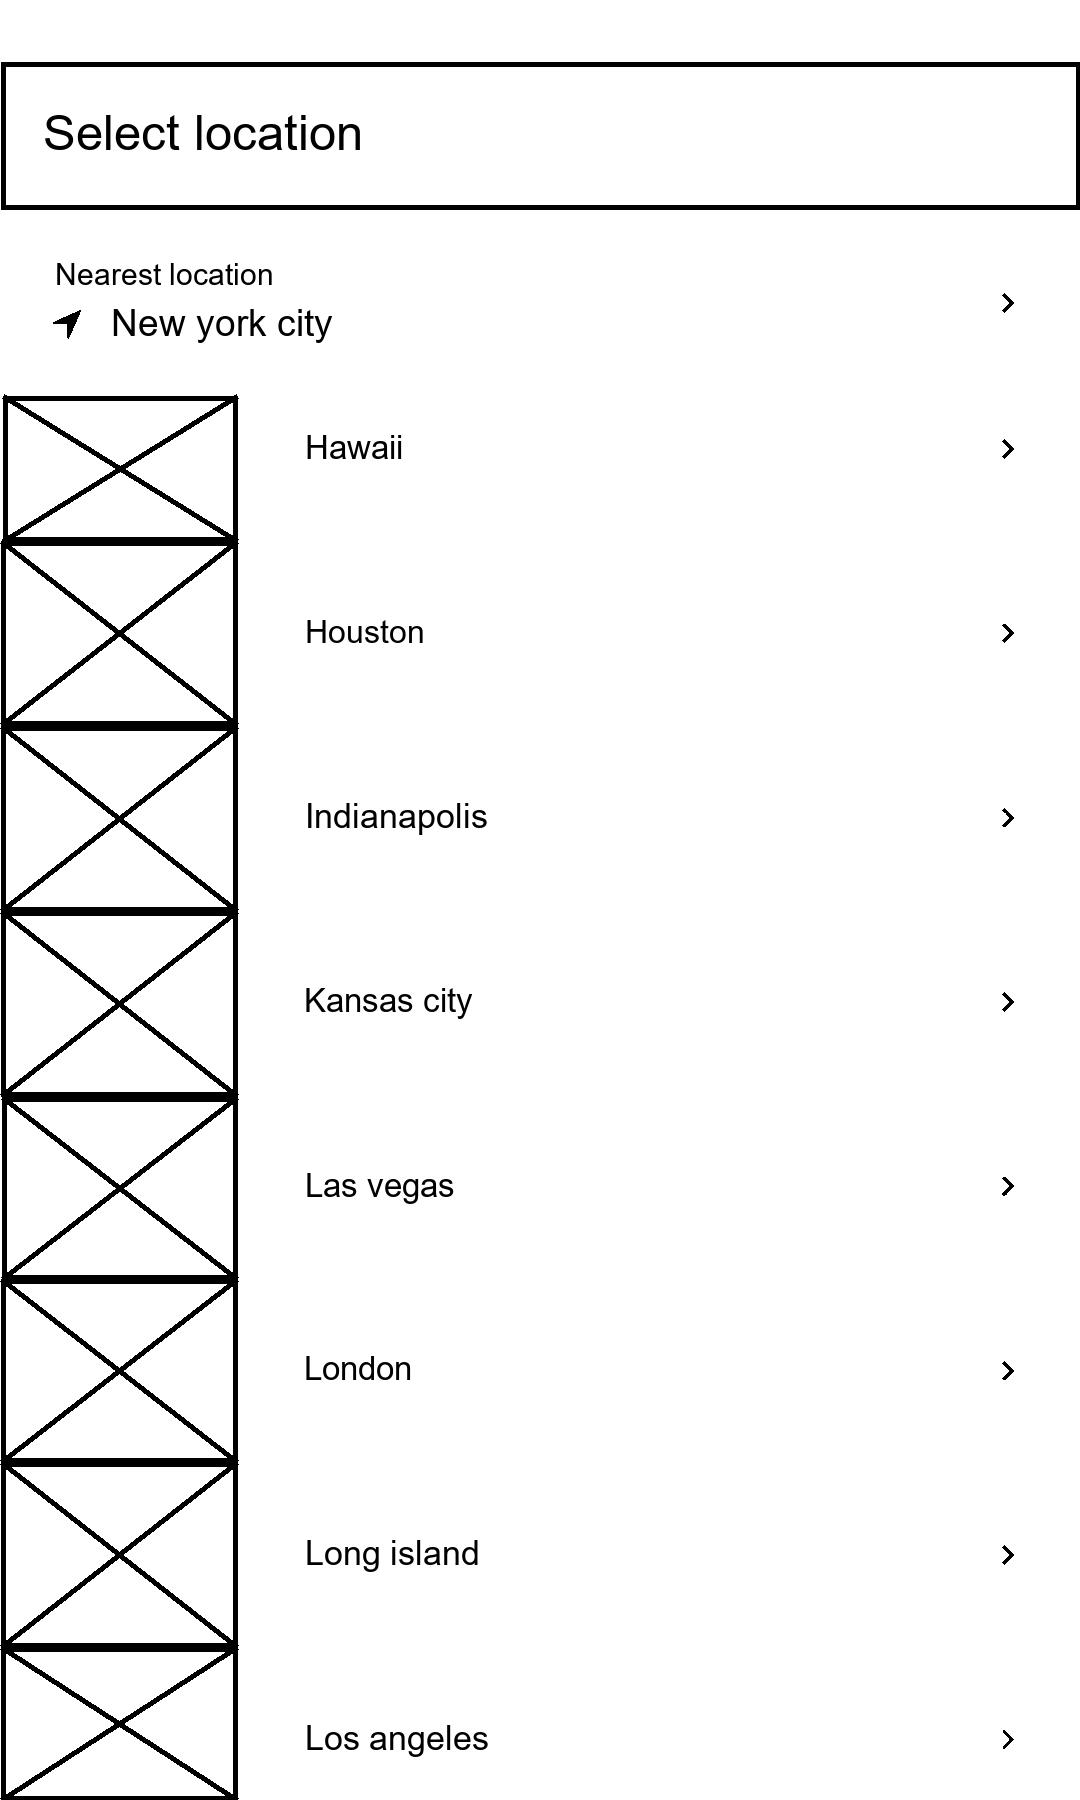 Select location
Nearest location
New york city
Hawaii
Houston
Indianapolis
Kansas city
Las vegas
London
Long island
Los angeles